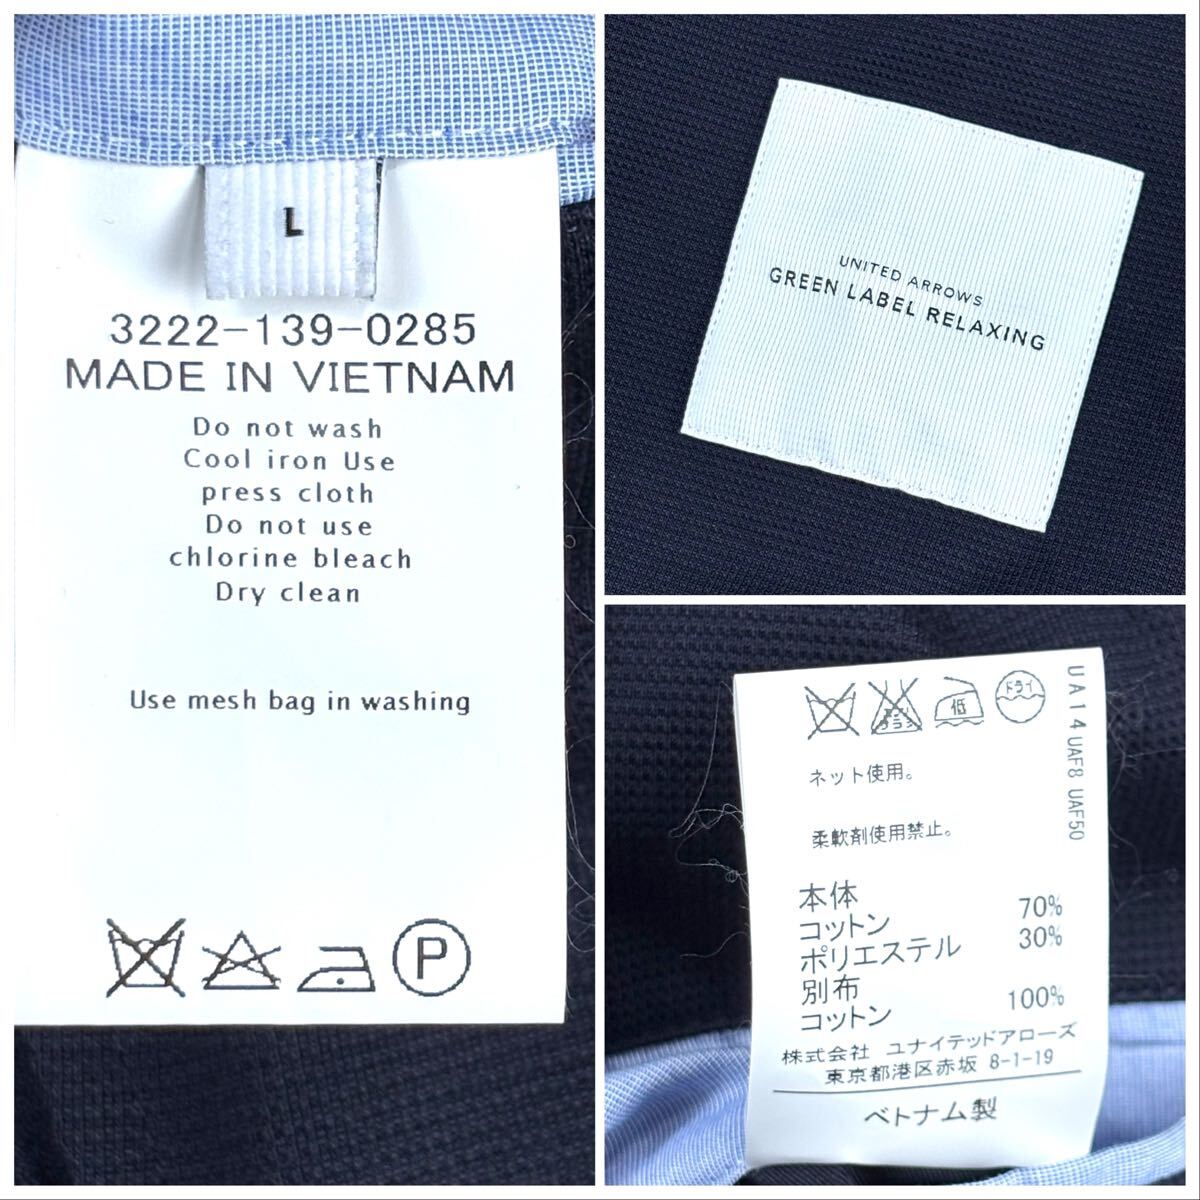 L
3222-139-0285
MADE IN VIETNAM
Do not wash
Cool iron Use
press cloth
Do not use
chlorine bleach
Dry clean
Use mesh bag in washing
P
UNITED ARROWS
GREEN LABEL RELAXING
低
ドライ
UA14 UAF8 UAF50
ネット使用。
柔軟剤使用禁止。
本体
コットン 70%
ポリエステル 30%
別布
コットン 100%
株式会社 ユナイテッドアローズ
東京都港区赤坂 8-1-19
ベトナム製